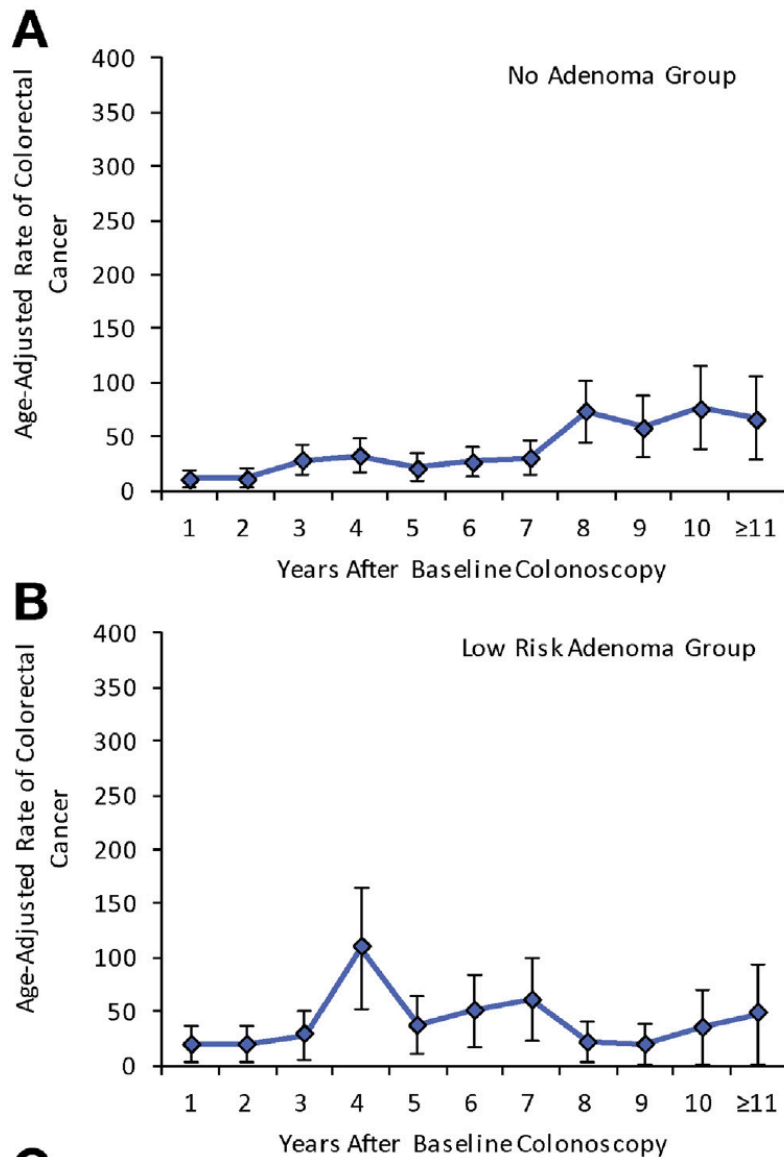 A
No Adenoma Group
Age-Adjusted Rate of Colorectal
Cancer
400
350
300
250
200
150
100
50
0
1 2 3 4 5 6 7 8 9 10 ≥11
Years After Baseline Colonoscopy
B
Low Risk Adenoma Group
Age-Adjusted Rate of Colorectal
Cancer
400
350
300
250
200
150
100
50
0
1 2 3 4 5 6 7 8 9 10 ≥11
Years After Baseline Colonoscopy